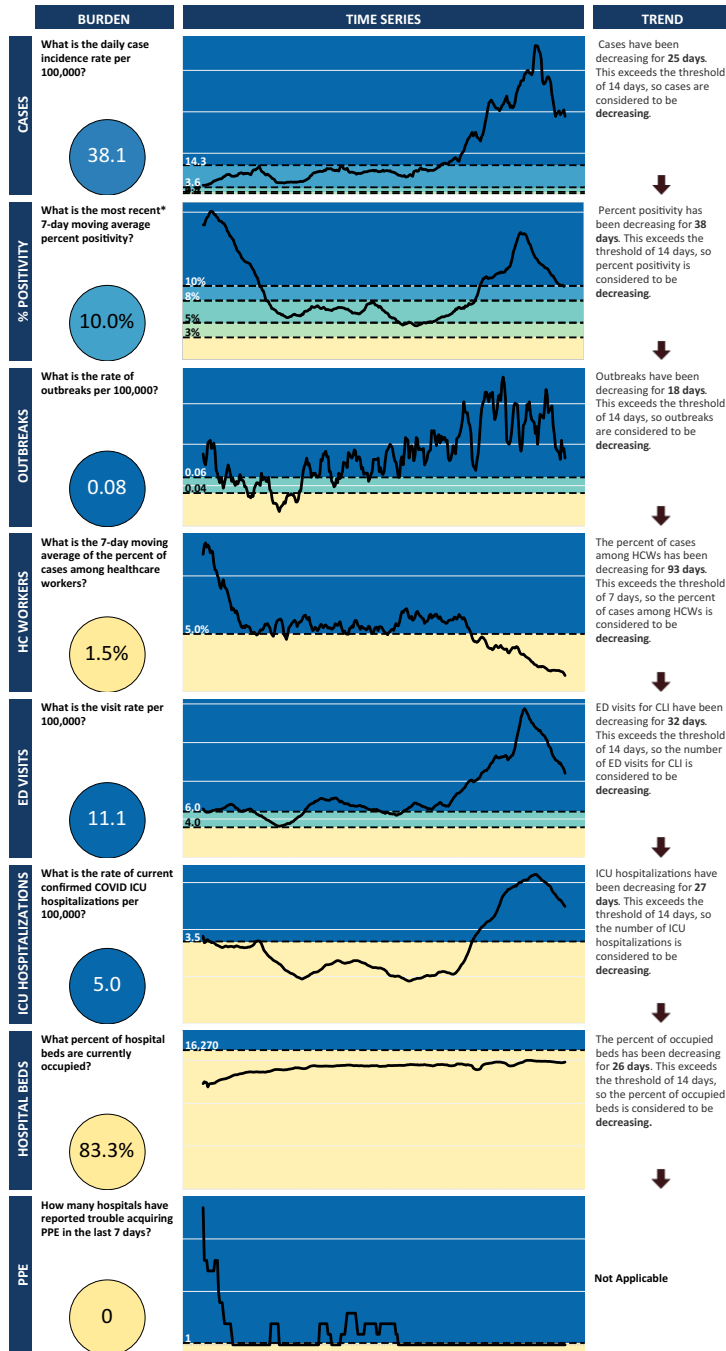 BURDEN
TIME SERIES
TREND
CASES
What is the daily case
incidence rate per
100,000?
38.1
14.3
3.6
Cases have been
decreasing for 25 days.
This exceeds the threshold
of 14 days, so cases are
considered to be
decreasing.
% POSITIVITY
What is the most recent*
7-day moving average
percent positivity?
10.0%
10%
8%
5%
3%
Percent positivity has
been decreasing for 38
days. This exceeds the
threshold of 14 days, so
percent positivity is
considered to be
decreasing.
OUTBREAKS
What is the rate of
outbreaks per 100,000?
0.08
0.06
0.04
Outbreaks have been
decreasing for 18 days.
This exceeds the threshold
of 14 days, so outbreaks
are considered to be
decreasing.
HC WORKERS
What is the 7-day moving
average of the percent of
cases among healthcare
workers?
1.5%
5.0%
The percent of cases
among HCWs has been
decreasing for 93 days.
This exceeds the threshold
of 7 days, so the percent
of cases among HCWs is
considered to be
decreasing.
ED VISITS
What is the visit rate per
100,000?
11.1
6.0
4.0
ED visits for CLI have been
decreasing for 32 days.
This exceeds the threshold
of 14 days, so the number
of ED visits for CLI is
considered to be
decreasing.
ICU HOSPITALIZATIONS
What is the rate of current
confirmed COVID ICU
hospitalizations per
100,000?
5.0
3.5
ICU hospitalizations have
been decreasing for 27
days. This exceeds the
threshold of 14 days, so
the number of ICU
hospitalizations is
considered to be
decreasing.
HOSPITAL BEDS
What percent of hospital
beds are currently
occupied?
83.3%
16,270
The percent of occupied
beds has been decreasing
for 26 days. This exceeds
the threshold of 14 days,
so the percent of occupied
beds is considered to be
decreasing.
PPE
How many hospitals have
reported trouble acquiring
PPE in the last 7 days?
0
1
Not Applicable